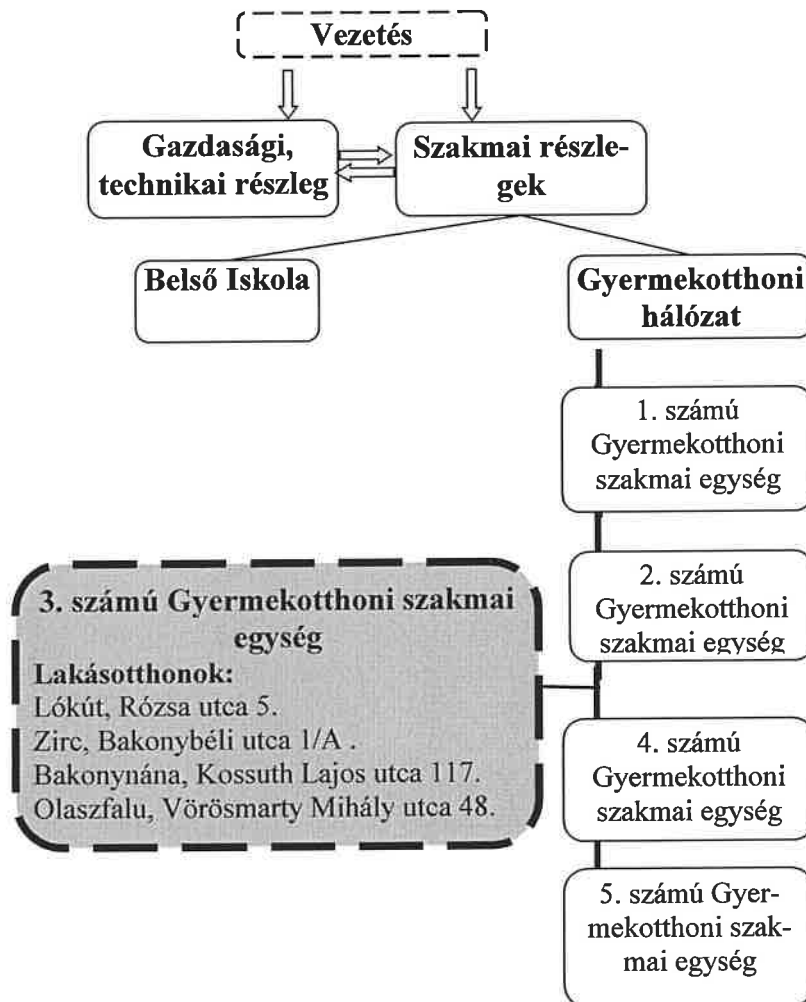 Vezetés
Gazdasági,
technikai részleg
Szakmai részle-
gek
Belső Iskola
Gyermekotthoni
hálózat
1. számú
Gyermekotthoni
szakmai egység
2. számú
Gyermekotthoni
szakmai egység
3. számú Gyermekotthoni szakmai
egység
Lakásotthonok:
Lókút, Rózsa utca 5.
Zirc, Bakonybéli utca 1/A .
Bakonynána, Kossuth Lajos utca 117.
Olaszfalu, Vörösmarty Mihály utca 48.
4. számú
Gyermekotthoni
szakmai egység
5. számú Gyer-
mekotthoni szak-
mai egység